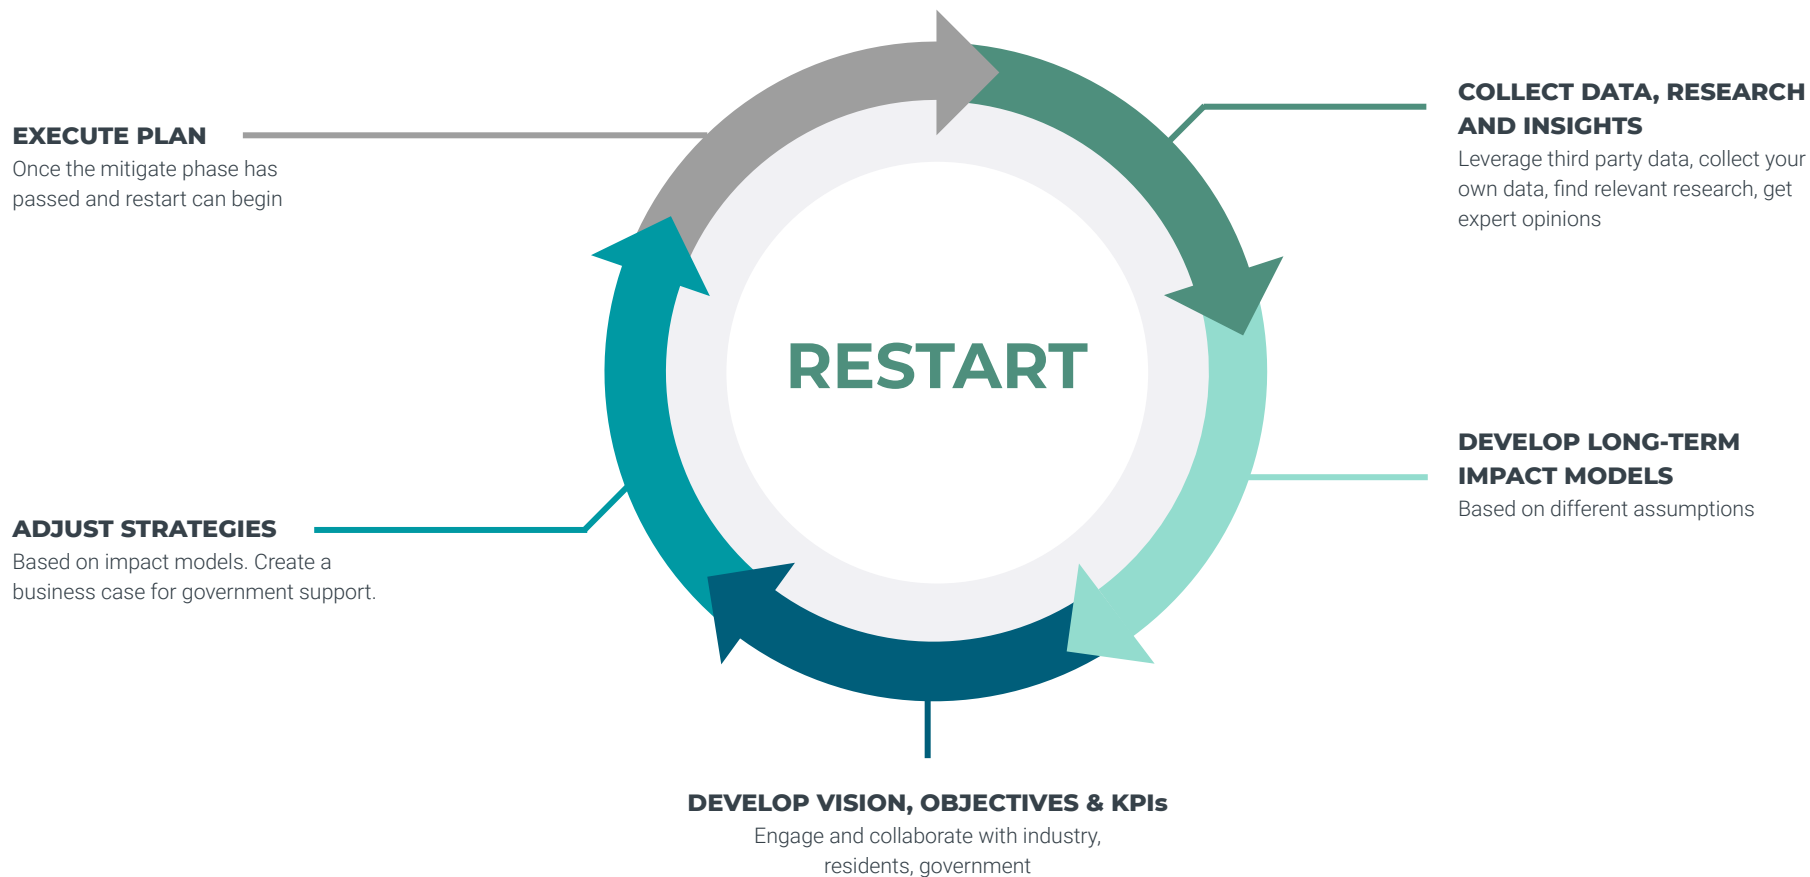 RESTART
COLLECT DATA, RESEARCH
AND INSIGHTS
Leverage third party data, collect your
own data, find relevant research, get
expert opinions
DEVELOP LONG-TERM
IMPACT MODELS
Based on different assumptions
DEVELOP VISION, OBJECTIVES & KPIs
Engage and collaborate with industry,
residents, government
ADJUST STRATEGIES
Based on impact models. Create a
business case for government support.
EXECUTE PLAN
Once the mitigate phase has
passed and restart can begin